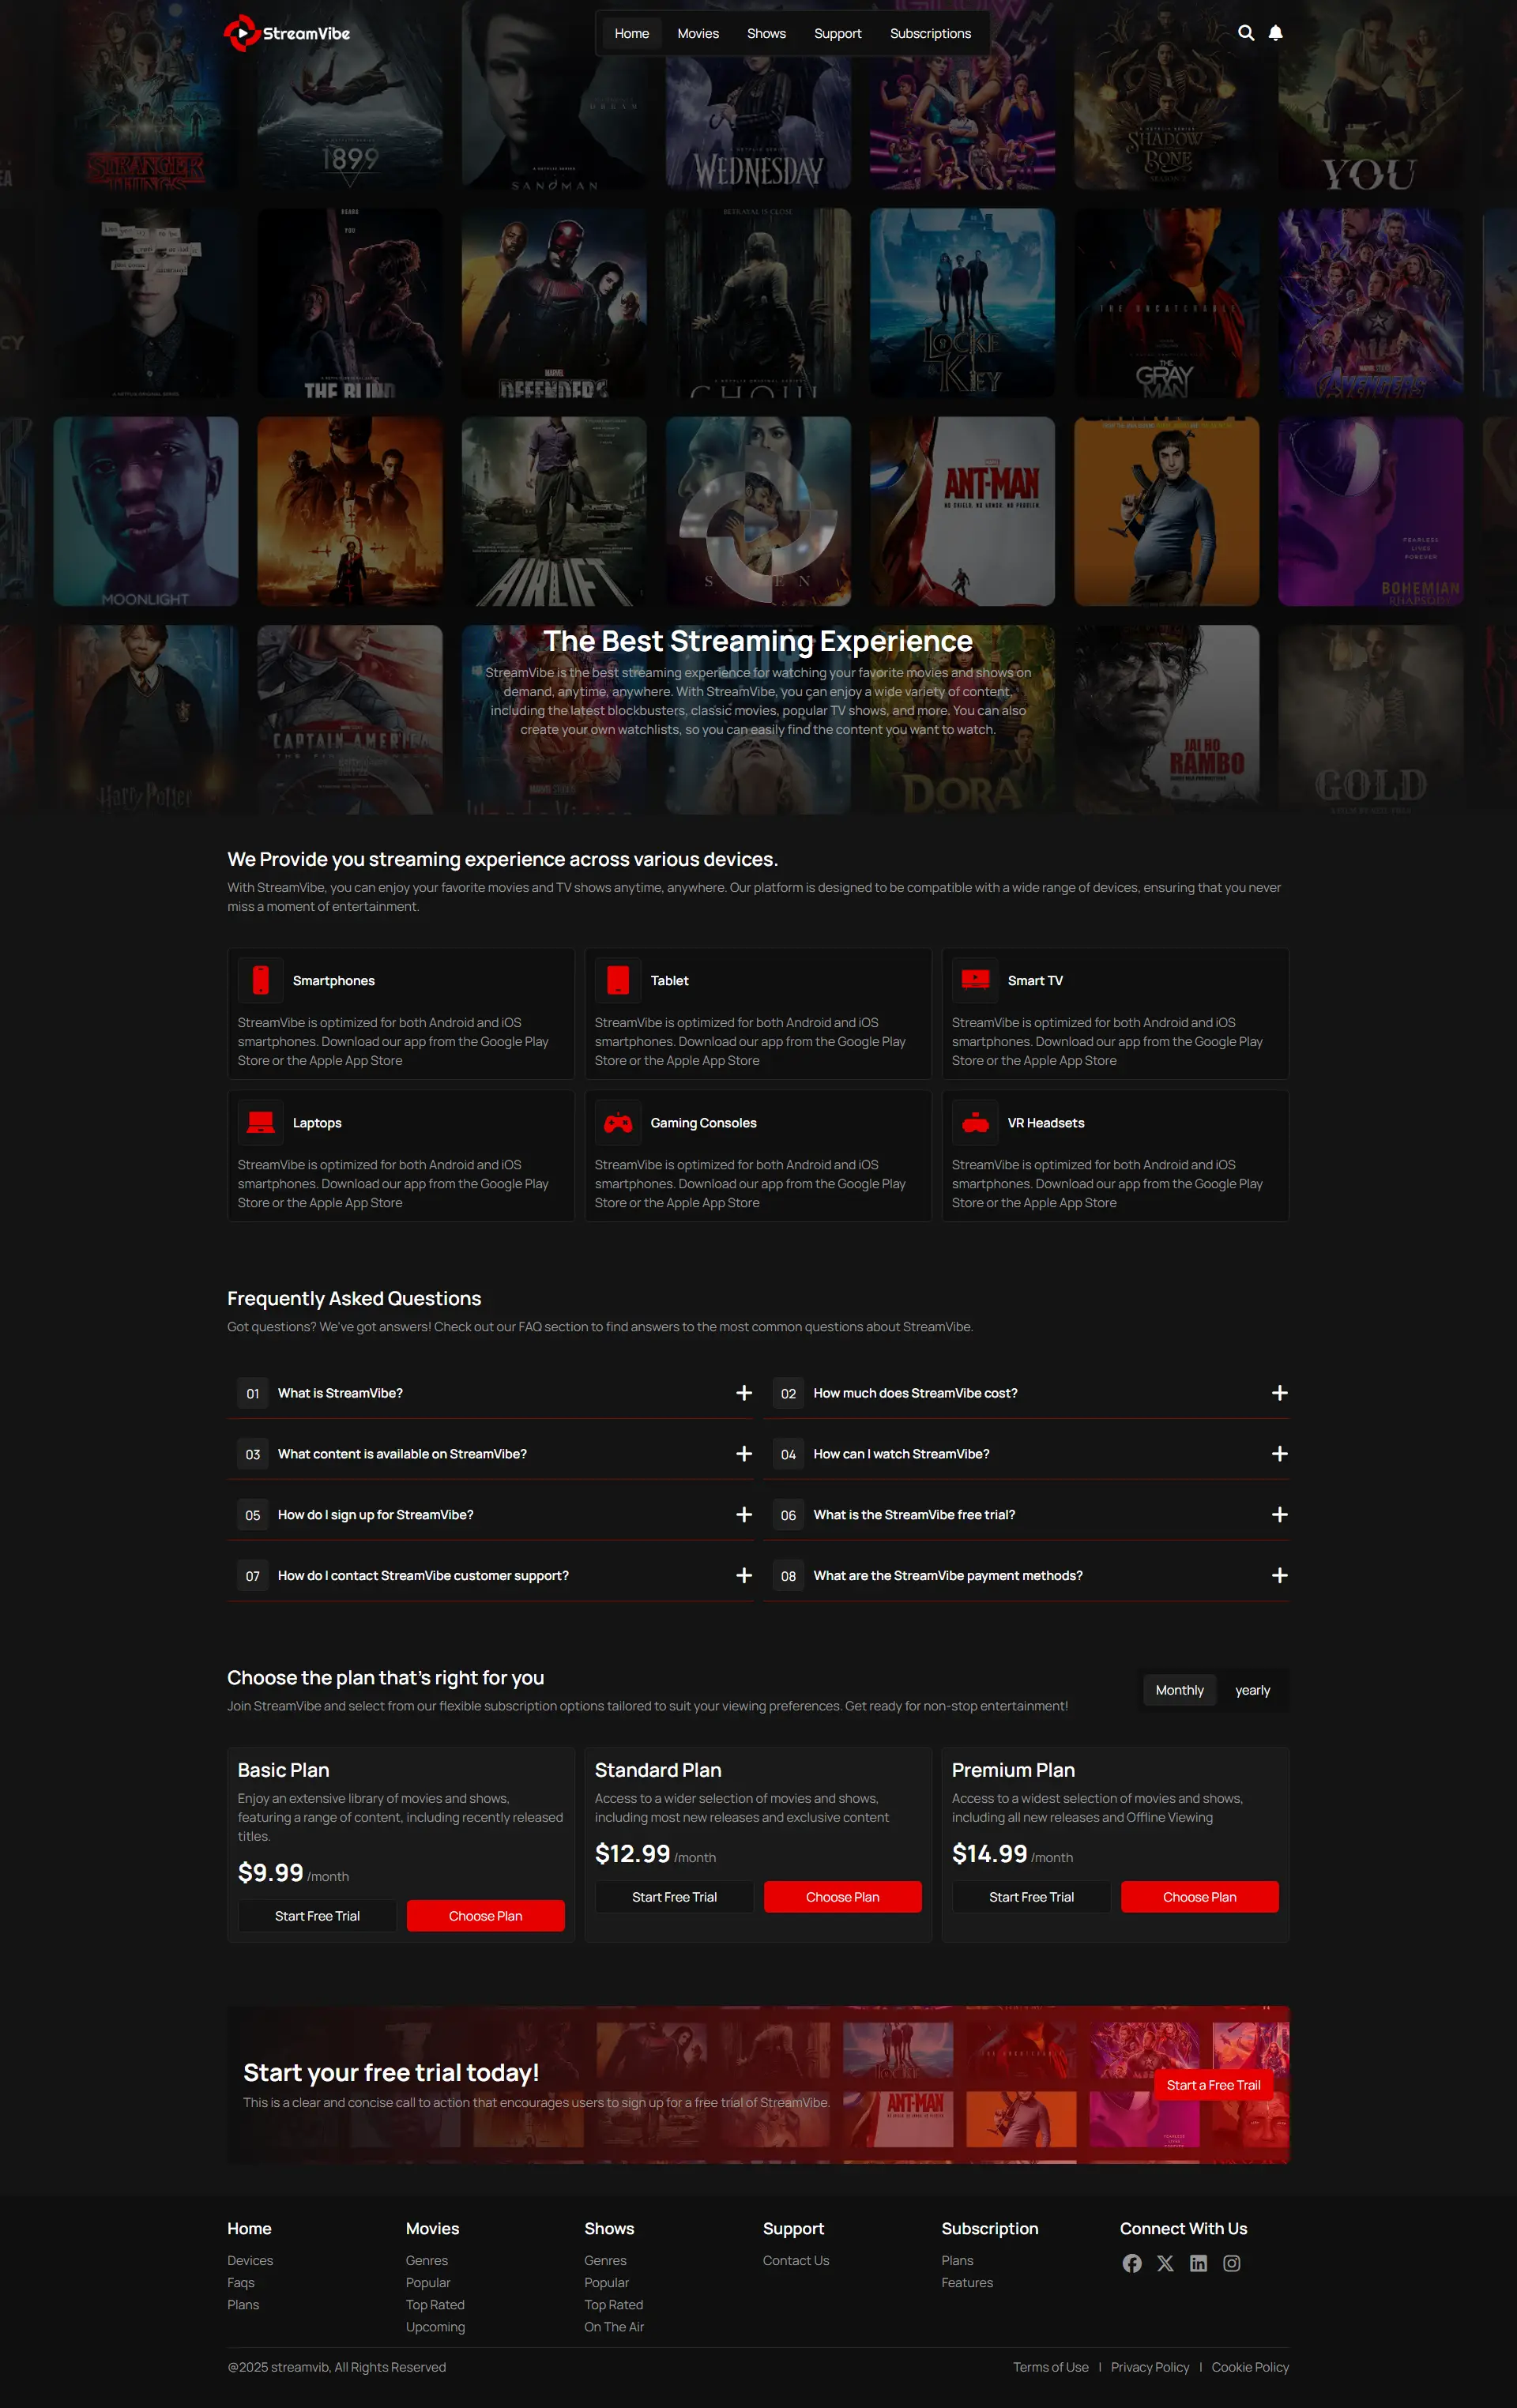 StreamVibe
Home
Movies
Shows
Support
Subscriptions
STRANGER
THINGS
1899
DREAM
SANDMAN
WEDNESDAY
SHADOW
BONE
YOU
BETRAYAL IS CLOSE
THE BLIND
MARVEL
DEFENDERS
GHOUL
LOCKE
KEY
THE UNCATCHABLE
THE
GRAY
MAN
AVENGERS
MOONLIGHT
AIRLIFT
ANT-MAN
NO SHIELD. NO SWORD. NO PROBLEM.
FEARLESS
LIVES
FOREVER
BOHEMIAN
RHAPSODY
Harry Potter
CAPTAIN AMERICA
WandaVision
JOY
DORA
JAI HO
RAMBO
GOLD
The Best Streaming Experience
StreamVibe is the best streaming experience for watching your favorite movies and shows on
demand, anytime, anywhere. With StreamVibe, you can enjoy a wide variety of content,
including the latest blockbusters, classic movies, popular TV shows, and more. You can also
create your own watchlists, so you can easily find the content you want to watch.
We Provide you streaming experience across various devices.
With StreamVibe, you can enjoy your favorite movies and TV shows anytime, anywhere. Our platform is designed to be compatible with a wide range of devices, ensuring that you never
miss a moment of entertainment.
Smartphones
StreamVibe is optimized for both Android and iOS
smartphones. Download our app from the Google Play
Store or the Apple App Store
Tablet
StreamVibe is optimized for both Android and iOS
smartphones. Download our app from the Google Play
Store or the Apple App Store
Smart TV
StreamVibe is optimized for both Android and iOS
smartphones. Download our app from the Google Play
Store or the Apple App Store
Laptops
StreamVibe is optimized for both Android and iOS
smartphones. Download our app from the Google Play
Store or the Apple App Store
Gaming Consoles
StreamVibe is optimized for both Android and iOS
smartphones. Download our app from the Google Play
Store or the Apple App Store
VR Headsets
StreamVibe is optimized for both Android and iOS
smartphones. Download our app from the Google Play
Store or the Apple App Store
Frequently Asked Questions
Got questions? We've got answers! Check out our FAQ section to find answers to the most common questions about StreamVibe.
01 What is StreamVibe?
02 How much does StreamVibe cost?
03 What content is available on StreamVibe?
04 How can I watch StreamVibe?
05 How do I sign up for StreamVibe?
06 What is the StreamVibe free trial?
07 How do I contact StreamVibe customer support?
08 What are the StreamVibe payment methods?
Choose the plan that's right for you
Join StreamVibe and select from our flexible subscription options tailored to suit your viewing preferences. Get ready for non-stop entertainment!
Monthly
yearly
Basic Plan
Enjoy an extensive library of movies and shows,
featuring a range of content, including recently released
titles.
$9.99 /month
Start Free Trial
Choose Plan
Standard Plan
Access to a wider selection of movies and shows,
including most new releases and exclusive content
$12.99 /month
Start Free Trial
Choose Plan
Premium Plan
Access to a widest selection of movies and shows,
including all new releases and Offline Viewing
$14.99 /month
Start Free Trial
Choose Plan
Start your free trial today!
This is a clear and concise call to action that encourages users to sign up for a free trial of StreamVibe.
ANT-MAN
Start a Free Trail
Home
Devices
Faqs
Plans
Movies
Genres
Popular
Top Rated
Upcoming
Shows
Genres
Popular
Top Rated
On The Air
Support
Contact Us
Subscription
Plans
Features
Connect With Us
@2025 streamvib, All Rights Reserved
Terms of Use | Privacy Policy | Cookie Policy